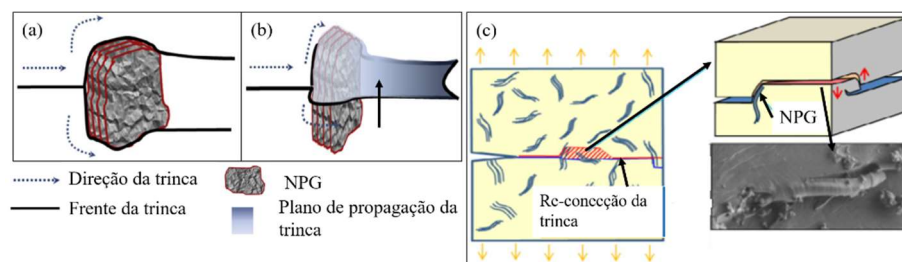 (a)
(b)
(c)
NPG
Re-conecção da
trinca
Direção da trinca
NPG
Frente da trinca
Plano de propagação da
trinca